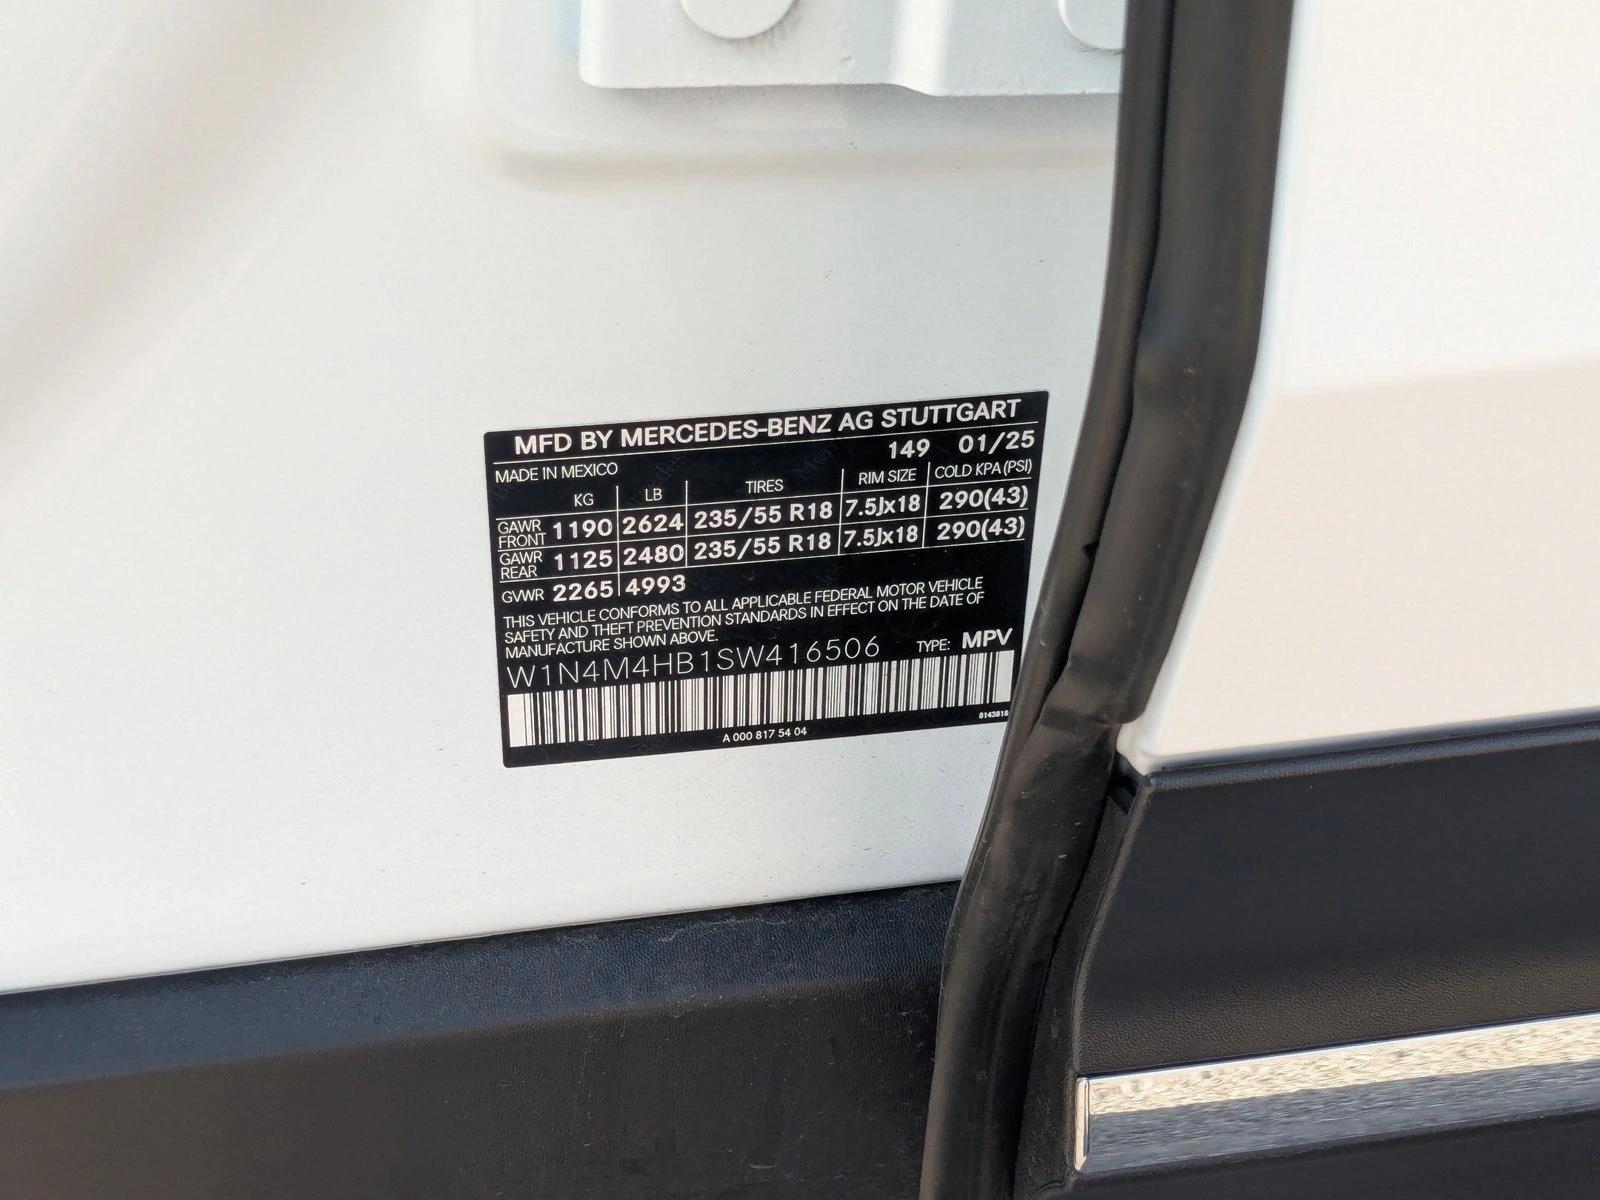 MFD BY MERCEDES-BENZ AG STUTTGART
149 01/25
MADE IN MEXICO
KG LB TIRES RIM SIZE COLD KPA (PSI)
GAWR FRONT 1190 2624 235/55 R18 7.5Jx18 290(43)
GAWR REAR 1125 2480 235/55 R18 7.5Jx18 290(43)
GVWR 2265 4993
THIS VEHICLE CONFORMS TO ALL APPLICABLE FEDERAL MOTOR VEHICLE
SAFETY AND THEFT PREVENTION STANDARDS IN EFFECT ON THE DATE OF
MANUFACTURE SHOWN ABOVE.
W1N4M4HB1SW416506 TYPE: MPV
8143818
A 000 817 54 04